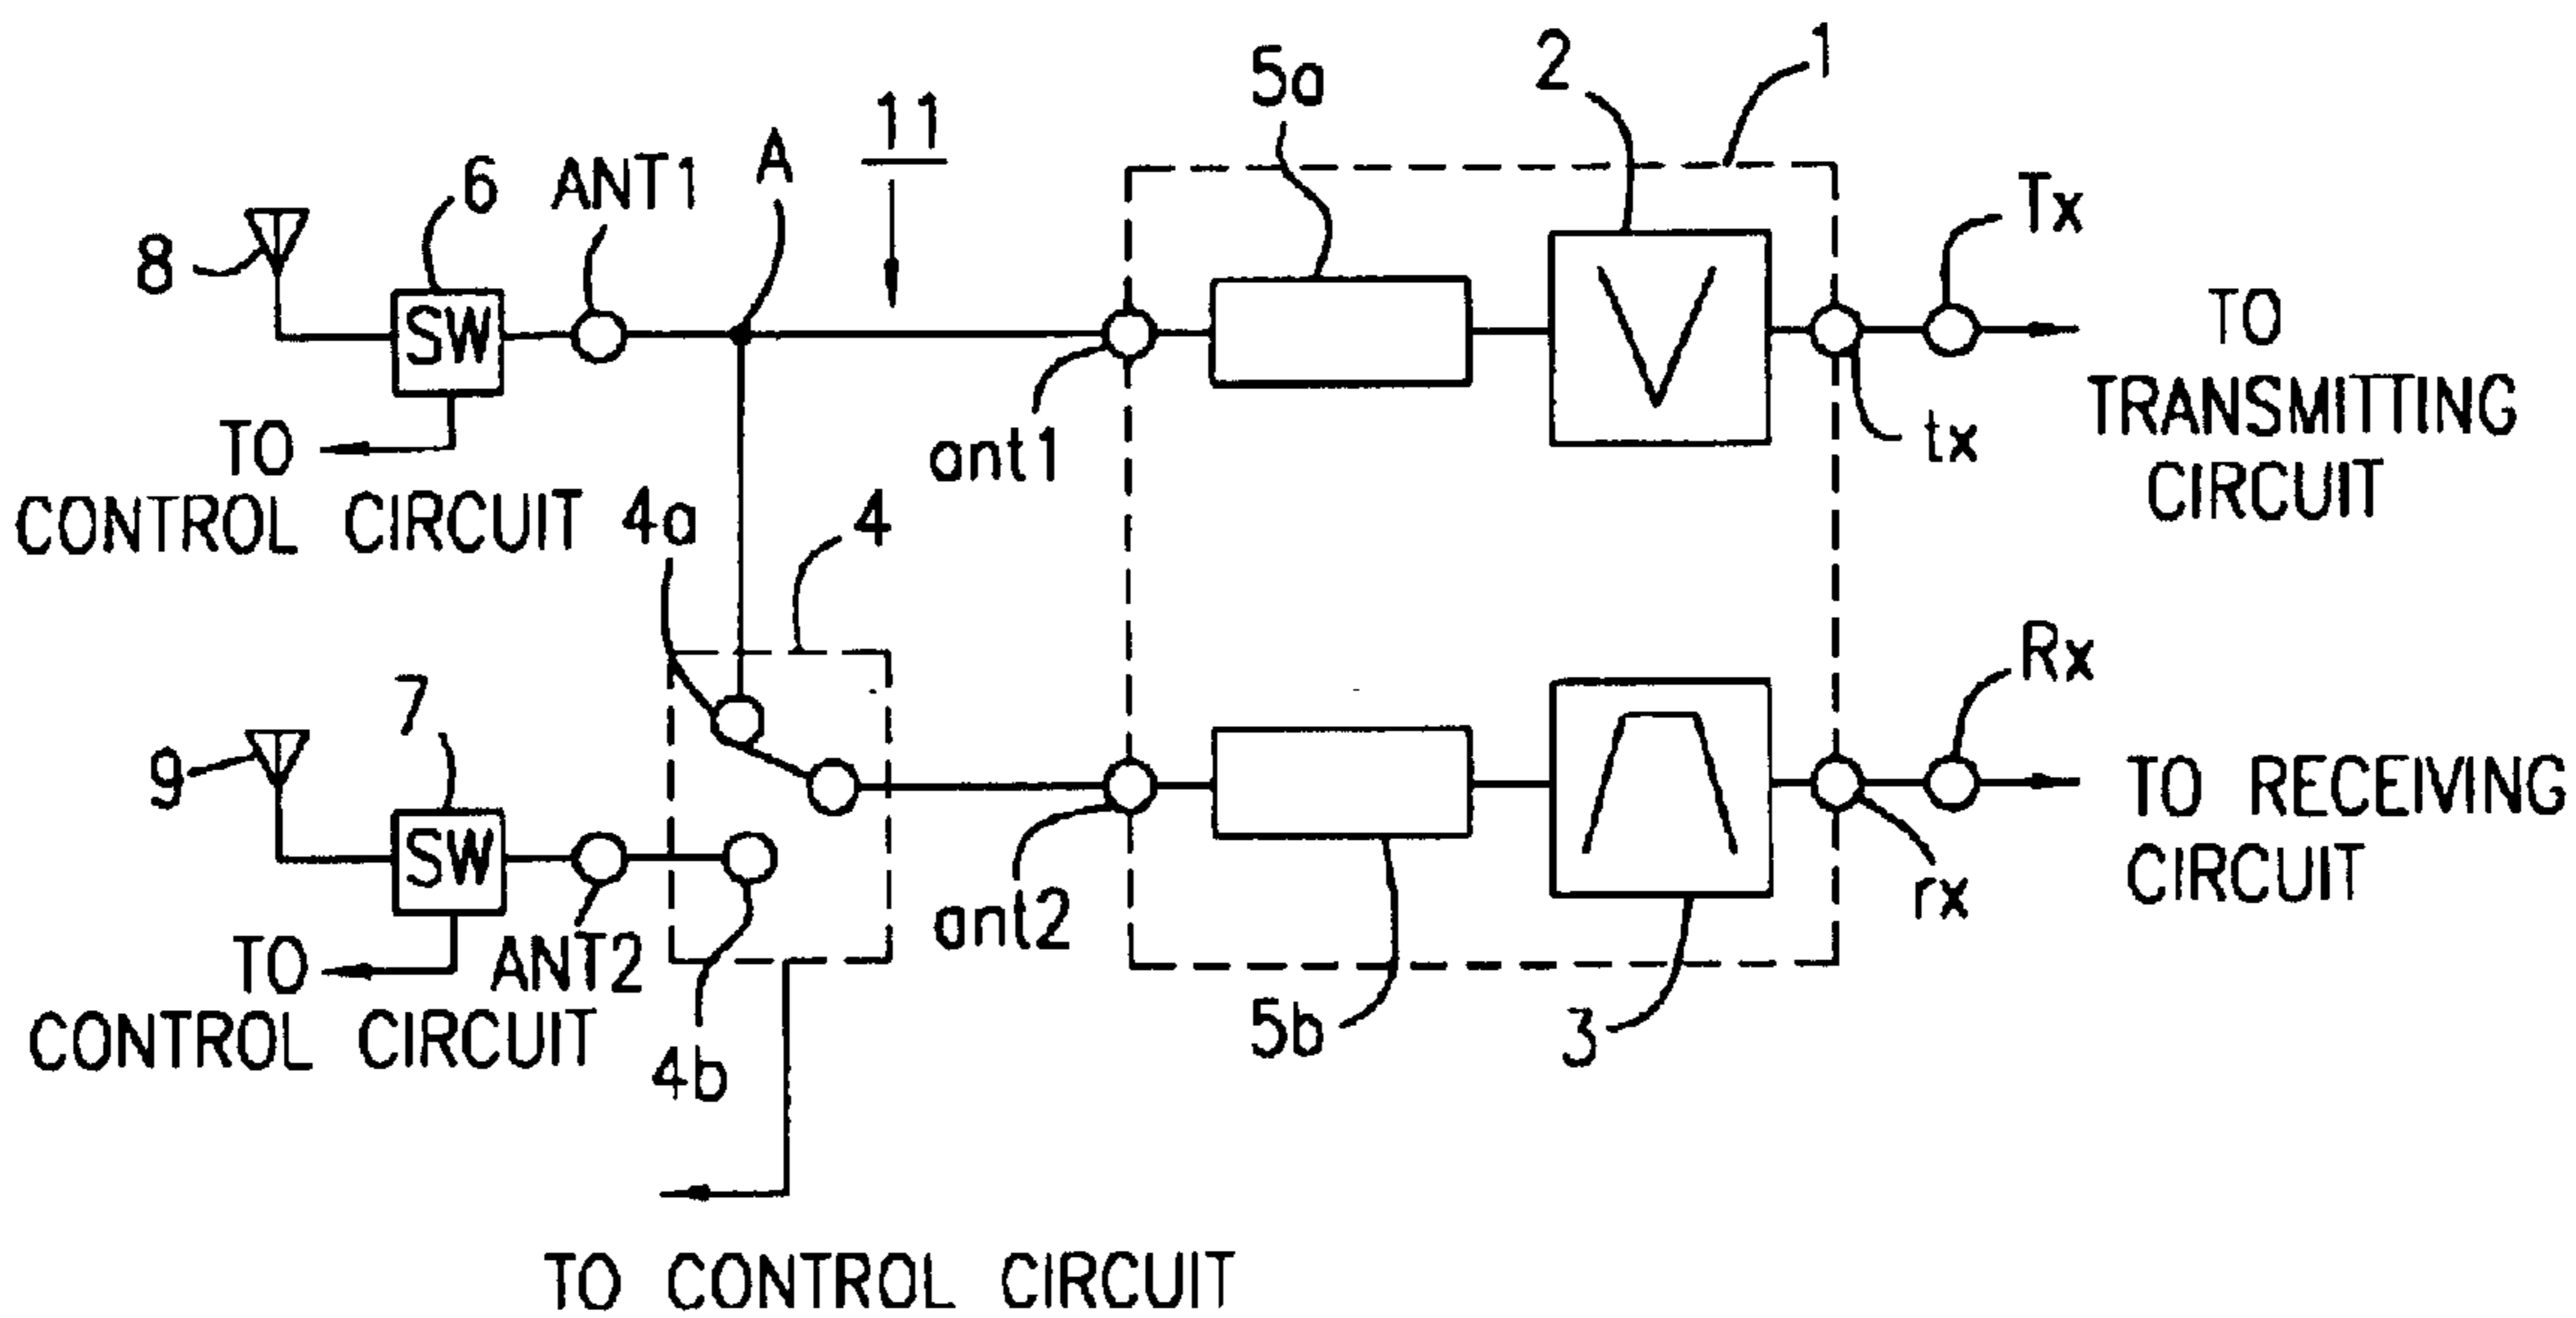 1
2
5a
11
A
ANT1
6
8
SW
Tx
TO
TRANSMITTING
CIRCUIT
tx
ant1
TO
CONTROL CIRCUIT
4a
4
7
9
SW
Rx
TO RECEIVING
CIRCUIT
rx
ant2
TO
CONTROL CIRCUIT
ANT2
4b
5b
3
TO CONTROL CIRCUIT